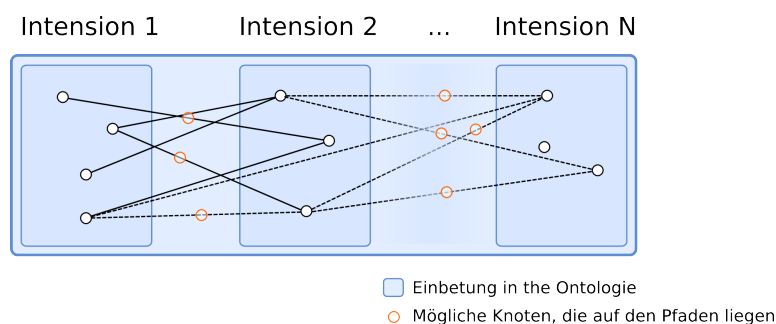 Intension 1 Intension 2 ... Intension N
Einbetung in the Ontologie
Mögliche Knoten, die auf den Pfaden liegen